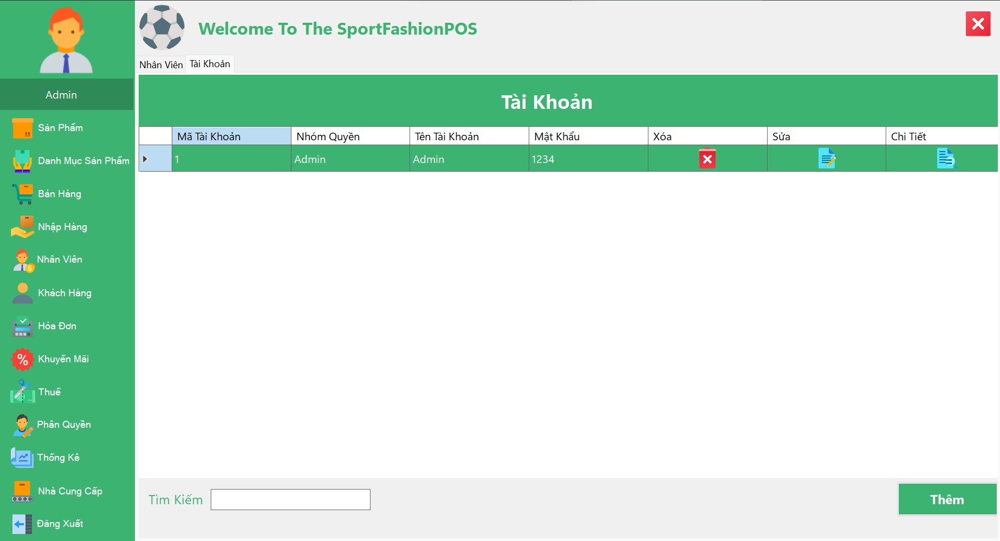 Welcome To The SportFashionPOS
Nhân Viên
Tài Khoản
Admin
Sản Phẩm
Danh Mục Sản Phẩm
Bán Hàng
Nhập Hàng
Nhân Viên
Khách Hàng
Hóa Đơn
Khuyến Mãi
Thuế
Phân Quyền
Thống Kê
Nhà Cung Cấp
Đăng Xuất
Tài Khoản
Mã Tài Khoản Nhóm Quyền Tên Tài Khoản Mật Khẩu Xóa Sửa Chi Tiết
1 Admin Admin 1234
Tìm Kiếm
Thêm